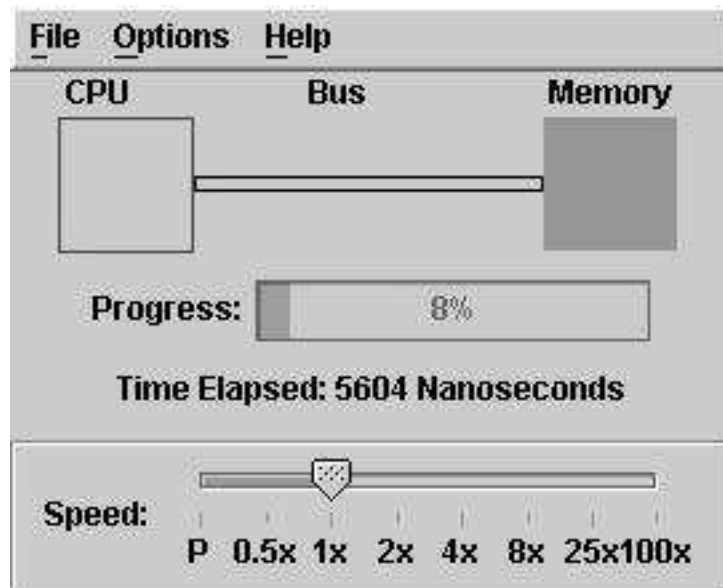 File Options Help
CPU Bus Memory
Progress: 8%
Time Elapsed: 5604 Nanoseconds
Speed:
P 0.5x 1x 2x 4x 8x 25x100x